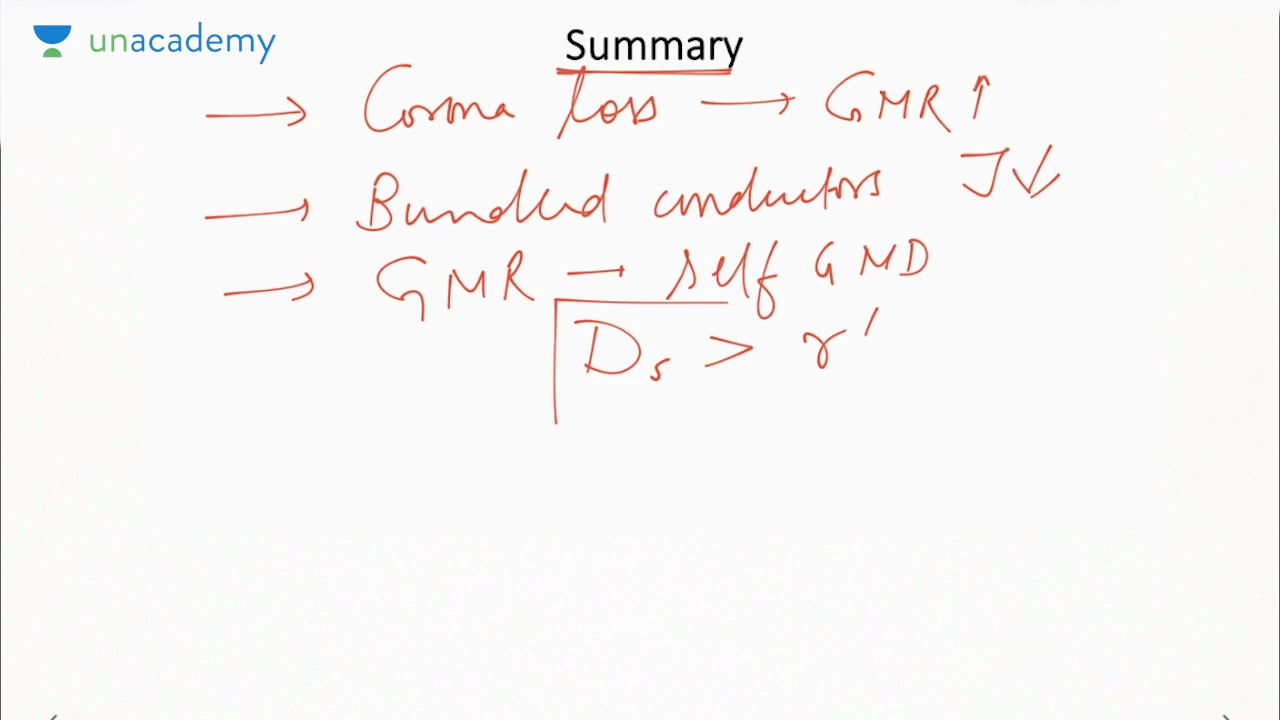 unacademy
Summary
→ Corona loss → GMR ↑
→ Bundled conductors J ↓
→ GMR → self GMD
Ds > r'